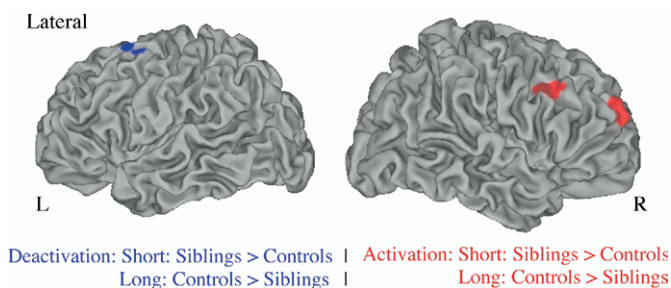 Lateral
L
R
Deactivation: Short: Siblings > Controls | Activation: Short: Siblings > Controls
Long: Controls > Siblings | Long: Controls > Siblings